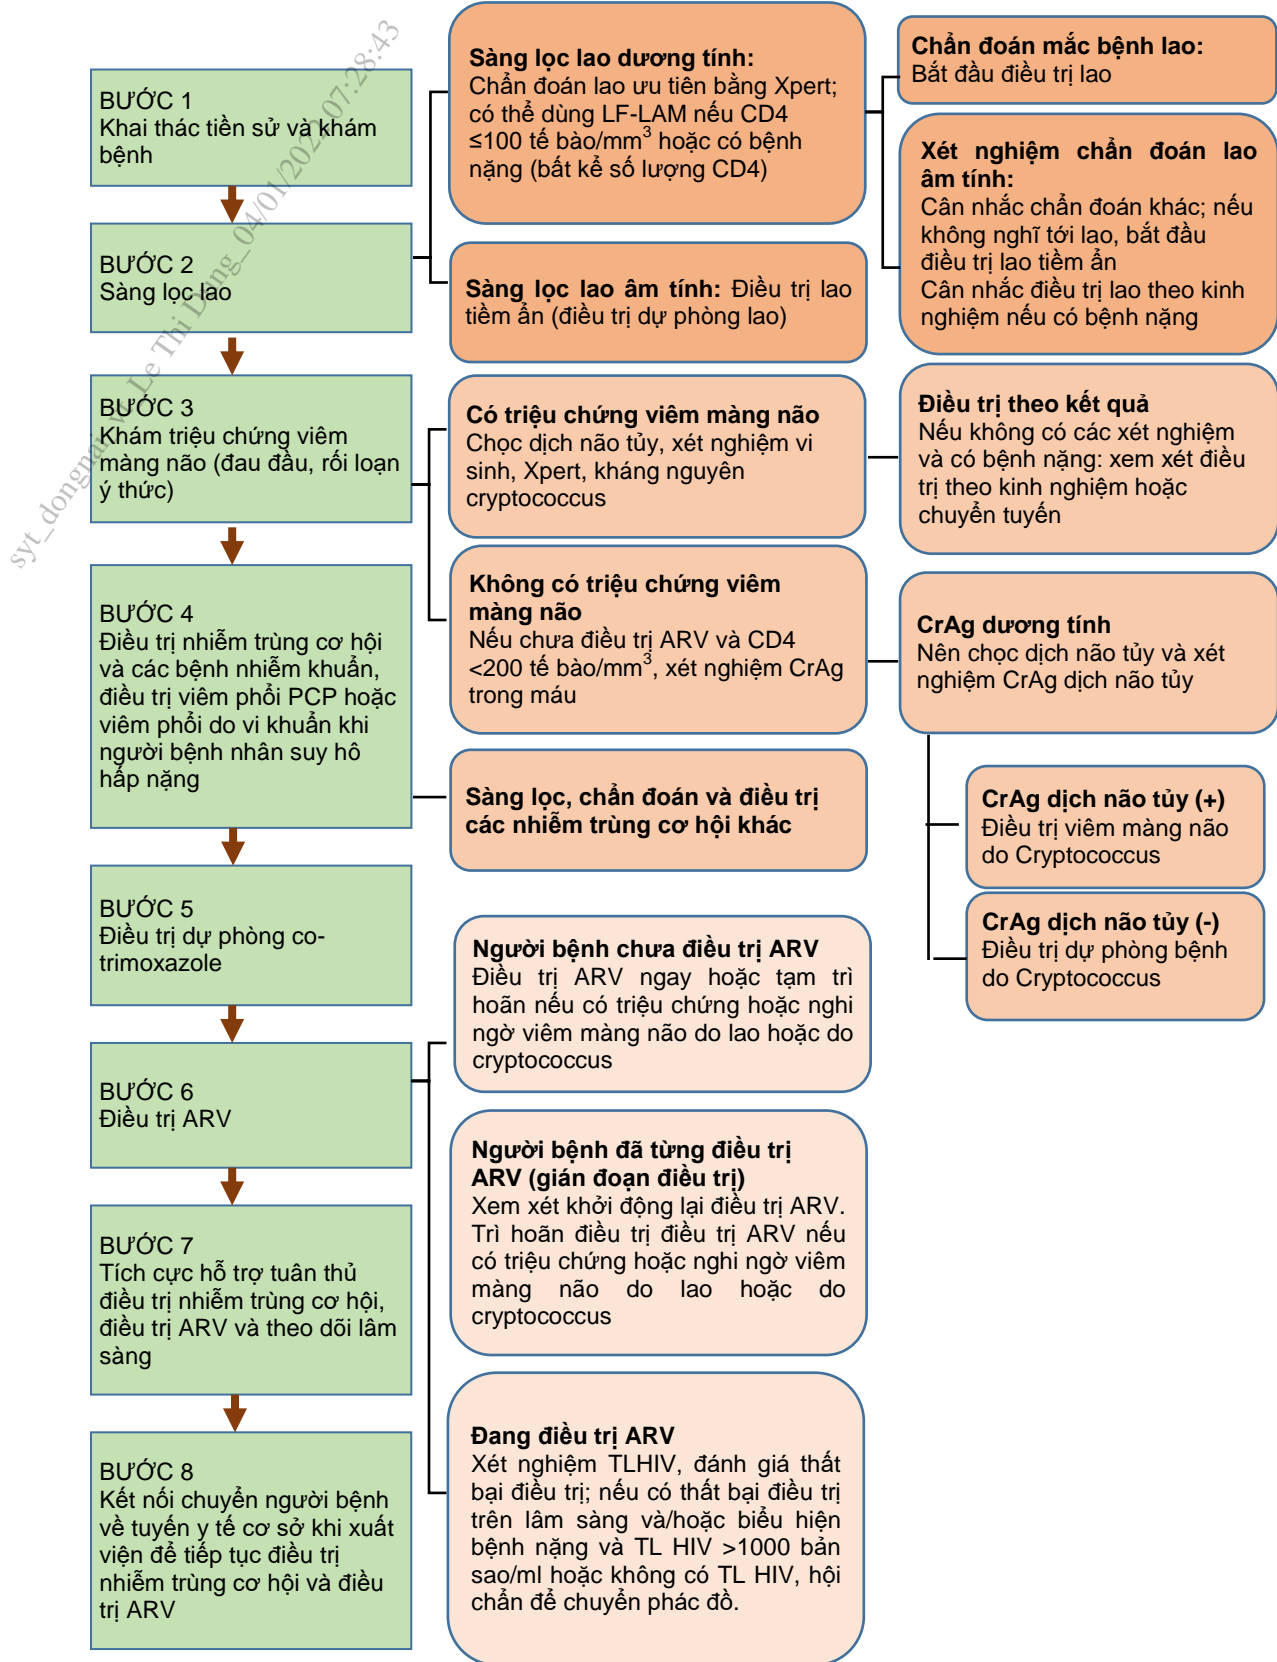 BƯỚC 1
Khai thác tiền sử và khám
bệnh
BƯỚC 2
Sàng lọc lao
Sàng lọc lao dương tính:
Chẩn đoán lao ưu tiên bằng Xpert;
có thể dùng LF-LAM nếu CD4
≤100 tế bào/mm³ hoặc có bệnh
nặng (bất kể số lượng CD4)
Chẩn đoán mắc bệnh lao:
Bắt đầu điều trị lao
Xét nghiệm chẩn đoán lao
âm tính:
Cân nhắc chẩn đoán khác; nếu
không nghĩ tới lao, bắt đầu
điều trị lao tiềm ẩn
Cân nhắc điều trị lao theo kinh
nghiệm nếu có bệnh nặng
Sàng lọc lao âm tính: Điều trị lao
tiềm ẩn (điều trị dự phòng lao)
BƯỚC 3
Khám triệu chứng viêm
màng não (đau đầu, rối loạn
ý thức)
Có triệu chứng viêm màng não
Chọc dịch não tủy, xét nghiệm vi
sinh, Xpert, kháng nguyên
cryptococcus
Điều trị theo kết quả
Nếu không có các xét nghiệm
và có bệnh nặng: xem xét điều
trị theo kinh nghiệm hoặc
chuyển tuyến
Không có triệu chứng viêm
màng não
Nếu chưa điều trị ARV và CD4
<200 tế bào/mm³, xét nghiệm CrAg
trong máu
CrAg dương tính
Nên chọc dịch não tủy và xét
nghiệm CrAg dịch não tủy
CrAg dịch não tủy (+)
Điều trị viêm màng não
do Cryptococcus
CrAg dịch não tủy (-)
Điều trị dự phòng bệnh
do Cryptococcus
BƯỚC 4
Điều trị nhiễm trùng cơ hội
và các bệnh nhiễm khuẩn,
điều trị viêm phổi PCP hoặc
viêm phổi do vi khuẩn khi
người bệnh nhân suy hô
hấp nặng
Sàng lọc, chẩn đoán và điều trị
các nhiễm trùng cơ hội khác
BƯỚC 5
Điều trị dự phòng co-
trimoxazole
BƯỚC 6
Điều trị ARV
Người bệnh chưa điều trị ARV
Điều trị ARV ngay hoặc tạm trì
hoãn nếu có triệu chứng hoặc nghi
ngờ viêm màng não do lao hoặc do
cryptococcus
Người bệnh đã từng điều trị
ARV (gián đoạn điều trị)
Xem xét khởi động lại điều trị ARV.
Trì hoãn điều trị điều trị ARV nếu
có triệu chứng hoặc nghi ngờ viêm
màng não do lao hoặc do
cryptococcus
Đang điều trị ARV
Xét nghiệm TLHIV, đánh giá thất
bại điều trị; nếu có thất bại điều trị
trên lâm sàng và/hoặc biểu hiện
bệnh nặng và TL HIV >1000 bản
sao/ml hoặc không có TL HIV, hội
chẩn để chuyển phác đồ.
BƯỚC 7
Tích cực hỗ trợ tuân thủ
điều trị nhiễm trùng cơ hội,
điều trị ARV và theo dõi lâm
sàng
BƯỚC 8
Kết nối chuyển người bệnh
về tuyến y tế cơ sở khi xuất
viện để tiếp tục điều trị
nhiễm trùng cơ hội và điều
trị ARV
Le Thi Dung_04/01/2022 07:28:43